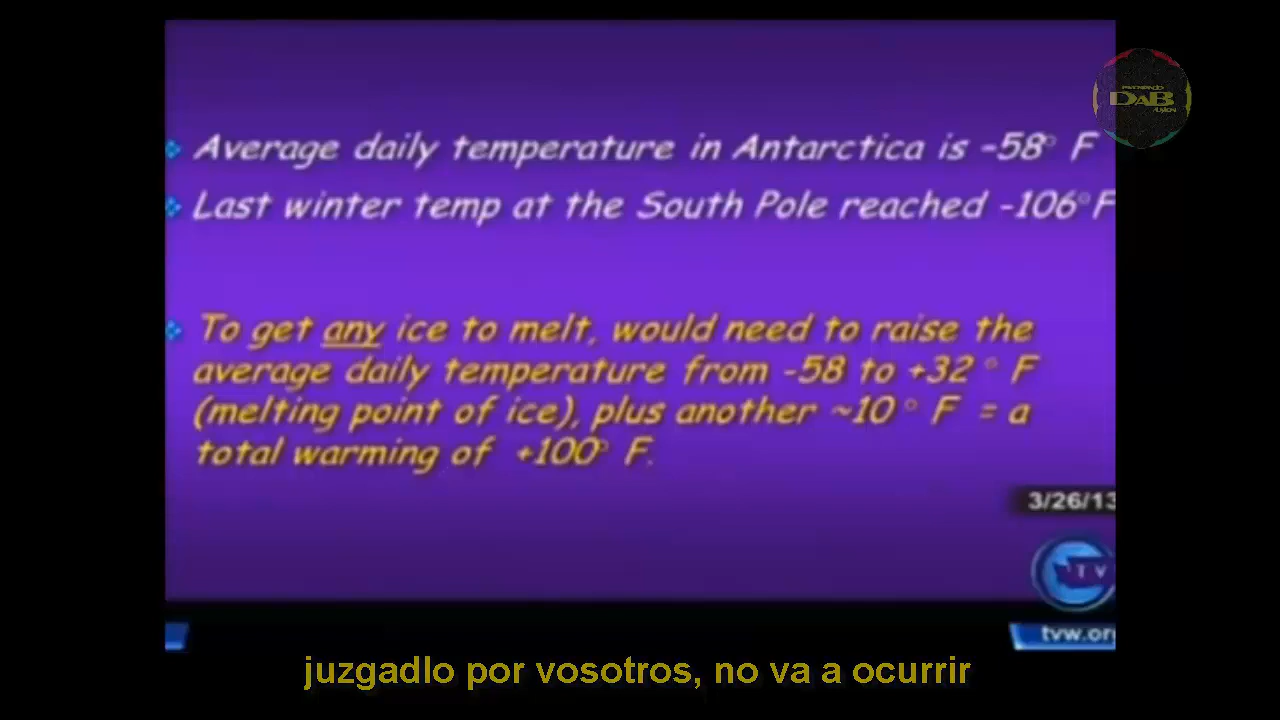 Average daily temperature in Antarctica is -58° F
Last winter temp at the South Pole reached -106°F
To get any ice to melt, would need to raise the
average daily temperature from -58 to +32 ° F
(melting point of ice), plus another ~10 ° F = a
total warming of +100° F.
DAB
3/26/13
TV
tvw.org
juzgadlo por vosotros, no va a ocurrir